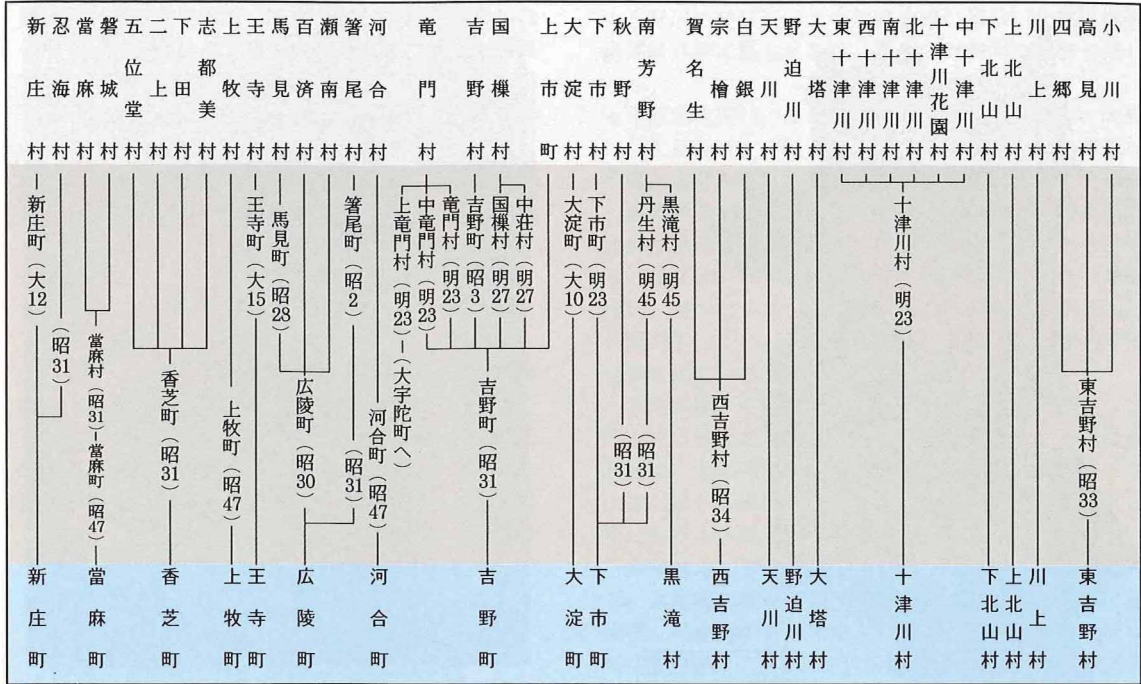 小川村
高見村
四郷村
川上村
上北山村
下北山村
中十津川村
十津川花園村
北十津川村
南十津川村
西十津川村
東十津川村
大塔村
野迫川村
天川村
白銀村
宗檜村
賀名生村
南芳野村
秋野村
下市村
大淀村
上市町
国樔村
吉野村
竜門村
河合村
箸尾村
瀬南村
百済村
馬見村
王寺村
上牧村
志都美村
下田村
二上村
五位堂村
磐城村
當麻村
忍海村
新庄村
東吉野村（昭33）
十津川村（明23）
西吉野村（昭34）
黒滝村（明45）
丹生村（明45）
（昭31）
（昭31）
下市町（明23）
大淀町（大10）
中荘村（明27）
国樔村（明27）
吉野町（昭3）
竜門村（明23）
中竜門村（明23）
上竜門村（明23）－（大宇陀町へ）
吉野町（昭31）
河合町（昭47）
箸尾町（昭2）
（昭31）
馬見町（昭28）
広陵町（昭30）
王寺町（大15）
上牧町（昭47）
香芝町（昭31）
當麻村（昭31）－當麻町（昭47）
（昭31）
新庄町（大12）
東吉野村
川上村
上北山村
下北山村
十津川村
大塔村
野迫川村
天川村
西吉野村
黒滝村
下市町
大淀町
吉野町
河合町
広陵町
王寺町
上牧町
香芝町
當麻町
新庄町